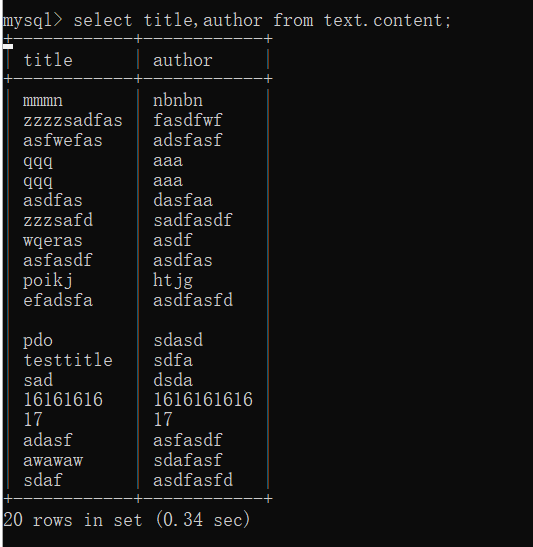 mysql> select title,author from text.content;
+------------+------------+
| title      | author     |
+------------+------------+
| mmmn       | nbnbn      |
| zzzzsadfas | fasdfwf    |
| asfwefas   | adsfasf    |
| qqq        | aaa        |
| qqq        | aaa        |
| asdfas     | dasfaa     |
| zzzsafd    | sadfasdf   |
| wqeras     | asdf       |
| asfasdf    | asdfas     |
| poikj      | htjg       |
| efadsfa    | asdfasfd   |
|            |            |
| pdo        | sdasd      |
| testtitle  | sdfa       |
| sad        | dsda       |
| 16161616   | 1616161616 |
| 17         | 17         |
| adasf      | asfasdf    |
| awawaw     | sdafasf    |
| sdaf       | asdfasfd   |
+------------+------------+
20 rows in set (0.34 sec)